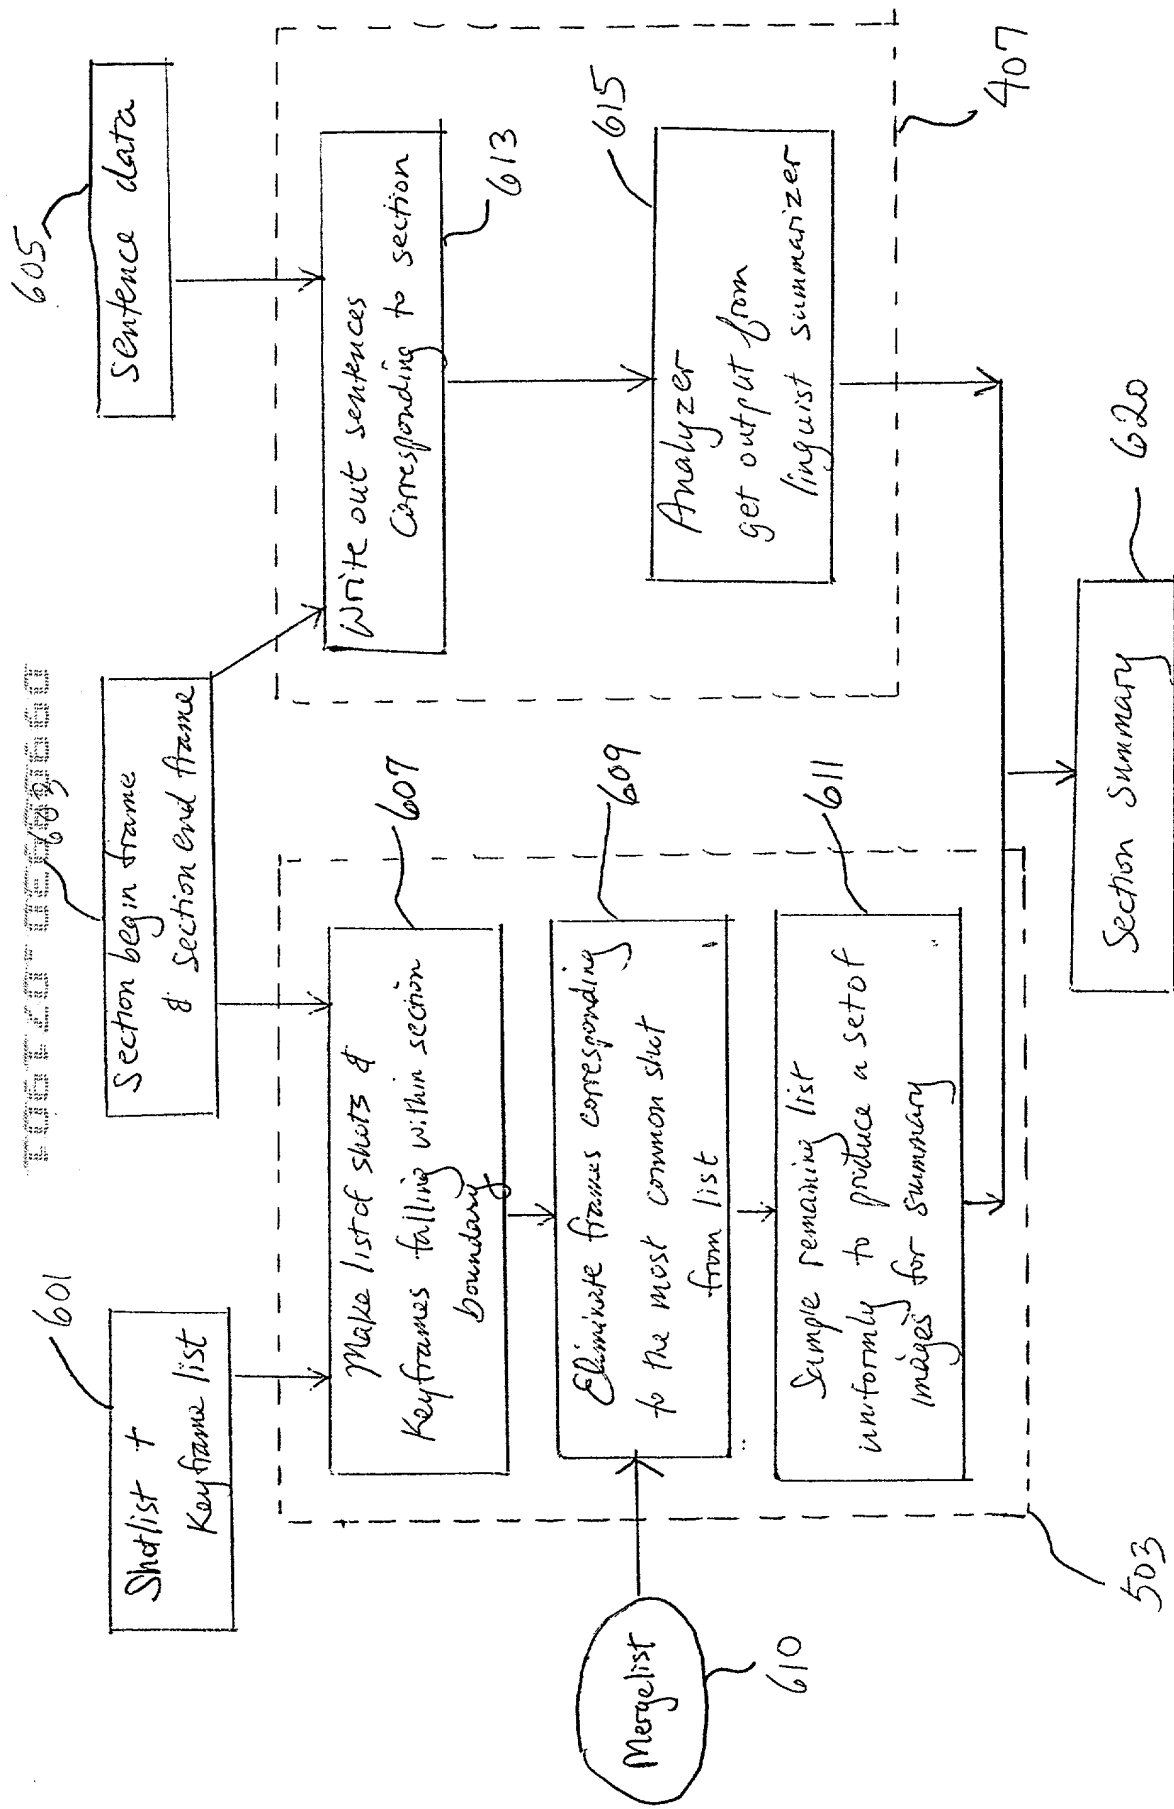 601
Shotlist +
Keyframe list
603
Section begin frame
& section end frame
605
sentence data
Make list of shots &
Keyframes falling within section
boundary
607
Write out sentences
Corresponding to section
613
Mergelist
610
Eliminate frames corresponding
to the most common shot
from list
609
Analyzer
get output from
linguist summarizer
615
Sample remaining list
uniformly to produce a set of
images for summary
611
503
407
Section Summary
620